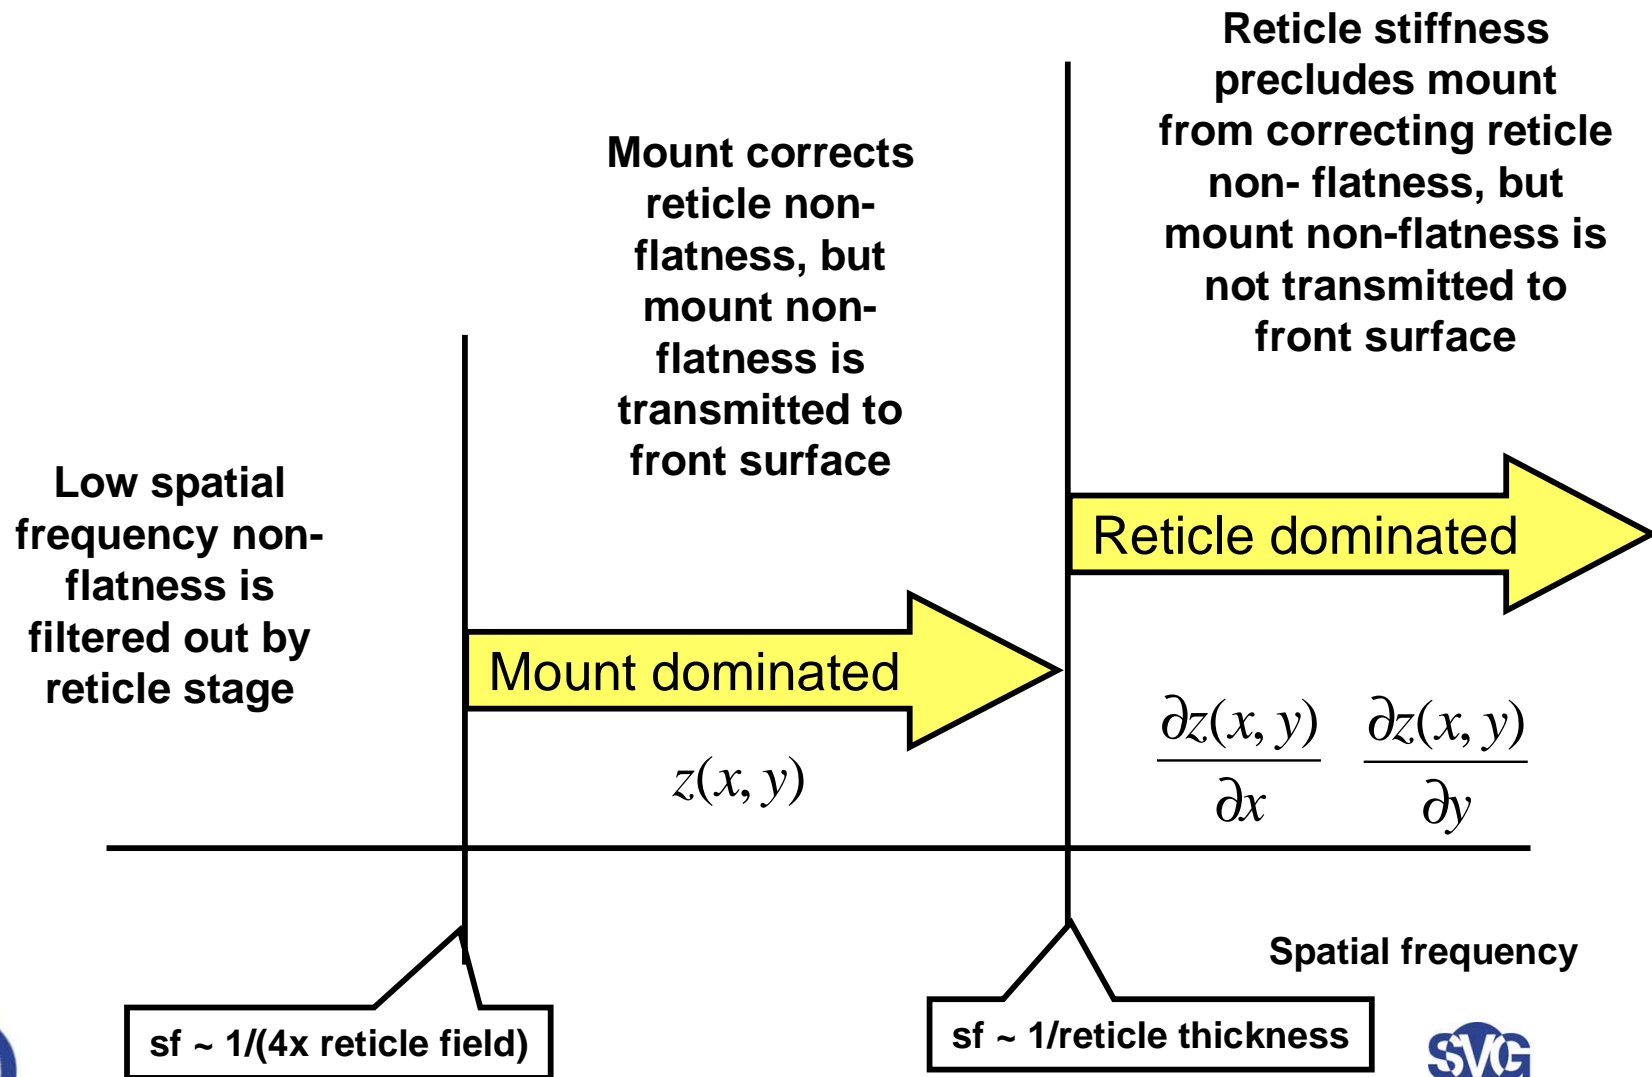 Low spatial
frequency non-
flatness is
filtered out by
reticle stage
Mount corrects
reticle non-
flatness, but
mount non-
flatness is
transmitted to
front surface
Reticle stiffness
precludes mount
from correcting reticle
non- flatness, but
mount non-flatness is
not transmitted to
front surface
Mount dominated
Reticle dominated
z(x, y)
∂z(x, y)/∂x ∂z(x, y)/∂y
Spatial frequency
sf ~ 1/(4x reticle field)
sf ~ 1/reticle thickness
SVG